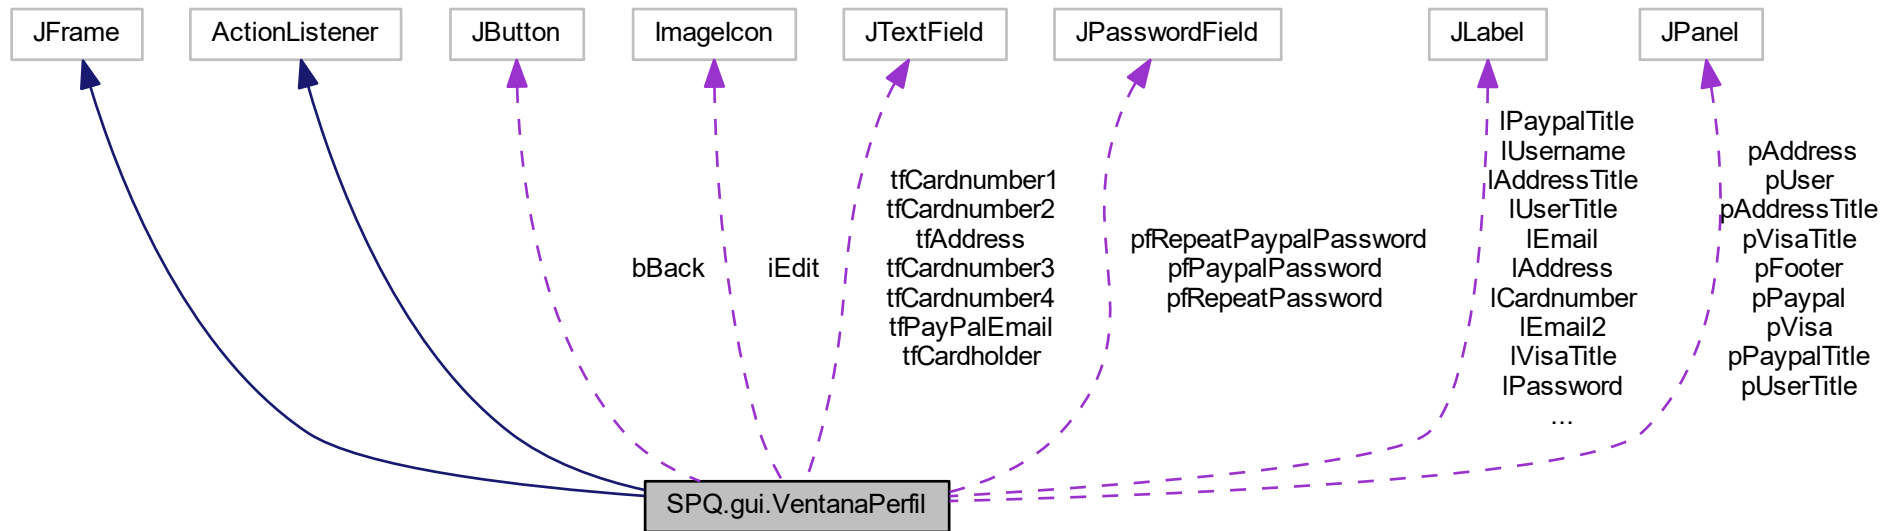 JFrame
ActionListener
JButton
ImageIcon
JTextField
JPasswordField
JLabel
JPanel
bBack
iEdit
tfCardnumber1
tfCardnumber2
tfAddress
tfCardnumber3
tfCardnumber4
tfPayPalEmail
tfCardholder
pfRepeatPaypalPassword
pfPaypalPassword
pfRepeatPassword
lPaypalTitle
lUsername
lAddressTitle
lUserTitle
lEmail
lAddress
lCardnumber
lEmail2
lVisaTitle
lPassword
...
pAddress
pUser
pAddressTitle
pVisaTitle
pFooter
pPaypal
pVisa
pPaypalTitle
pUserTitle
SPQ.gui.VentanaPerfil